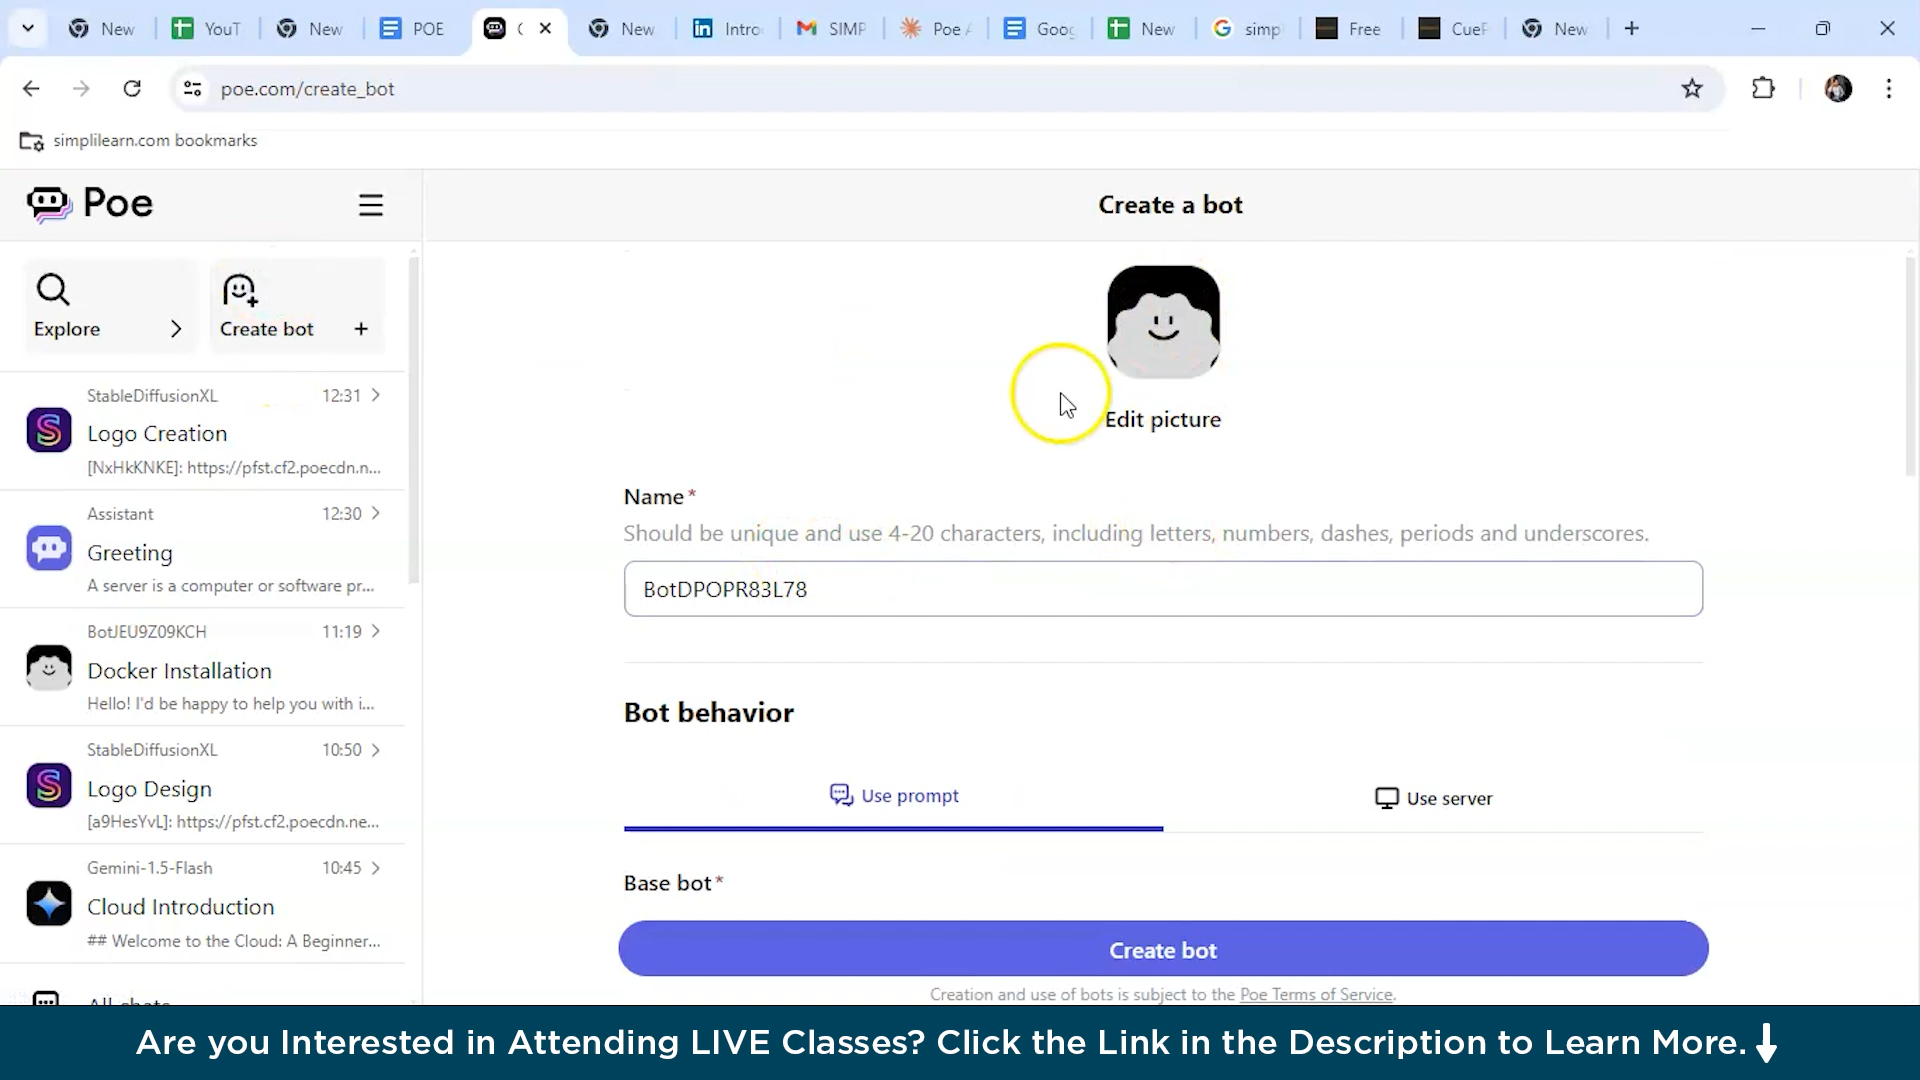 New
YouT
New
POE
New
Intro
SIMP
Poe
Goog
New
simp
Free
CueP
New
poe.com/create_bot
simplilearn.com bookmarks
Poe
Create a bot
Explore
Create bot
Edit picture
StableDiffusionXL 12:31
Logo Creation
[NxHkKNKE]: https://pfst.cf2.poecdn.n...
Assistant 12:30
Greeting
A server is a computer or software pr...
BotJEU9Z09KCH 11:19
Docker Installation
Hello! I'd be happy to help you with i...
StableDiffusionXL 10:50
Logo Design
[a9HesYvL]: https://pfst.cf2.poecdn.ne...
Gemini-1.5-Flash 10:45
Cloud Introduction
## Welcome to the Cloud: A Beginner...
All chats
Name*
Should be unique and use 4-20 characters, including letters, numbers, dashes, periods and underscores.
BotDPOPR83L78
Bot behavior
Use prompt
Use server
Base bot*
Create bot
Creation and use of bots is subject to the Poe Terms of Service.
Are you Interested in Attending LIVE Classes? Click the Link in the Description to Learn More.